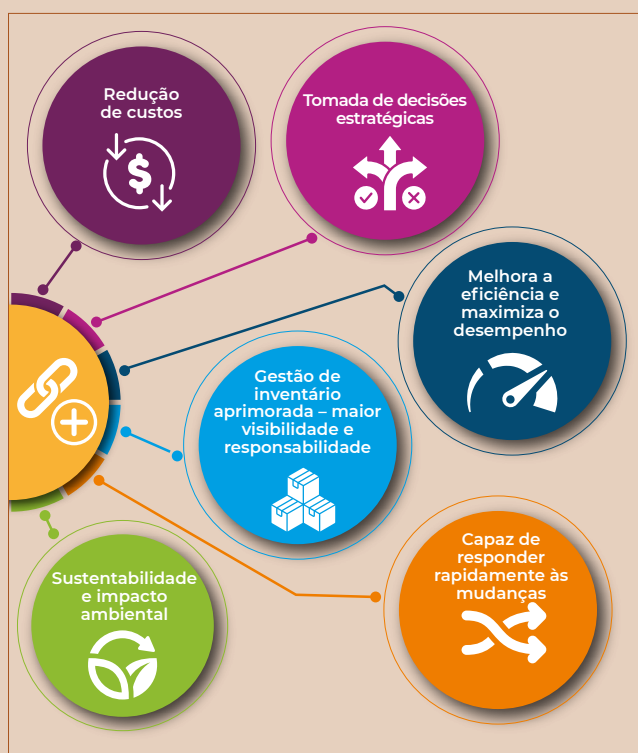 Redução
de custos
Tomada de decisões
estratégicas
Melhora a
eficiência e
maximiza o
desempenho
Gestão de
inventário
aprimorada – maior
visibilidade e
responsabilidade
Capaz de
responder
rapidamente às
mudanças
Sustentabilidade
e impacto
ambiental